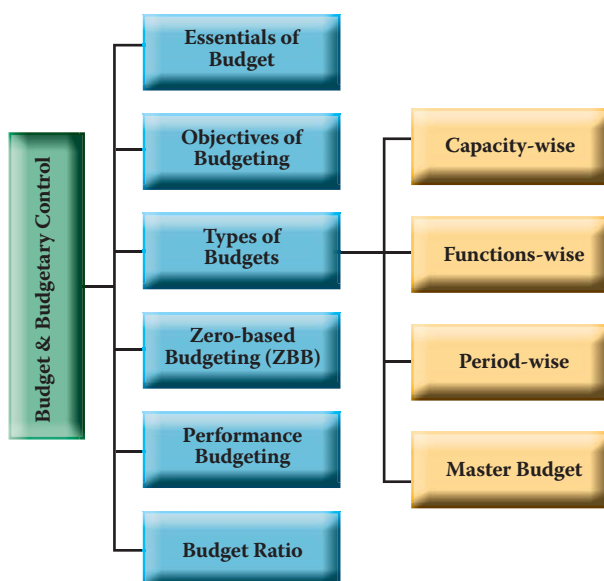 Budget & Budgetary Control
Essentials of
Budget
Objectives of
Budgeting
Types of
Budgets
Zero-based
Budgeting (ZBB)
Performance
Budgeting
Budget Ratio
Capacity-wise
Functions-wise
Period-wise
Master Budget